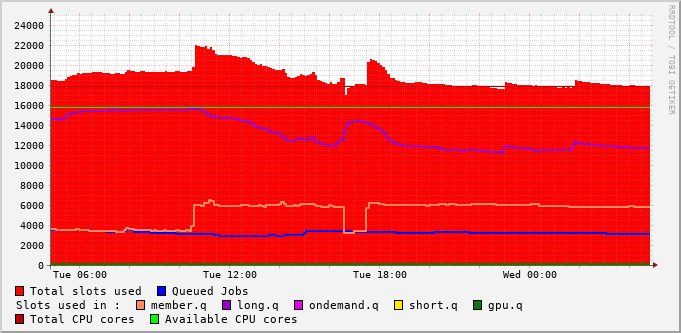 24000
22000
20000
18000
16000
14000
12000
10000
8000
6000
4000
2000
0
Tue 06:00 Tue 12:00 Tue 18:00 Wed 00:00
Total slots used Queued Jobs
Slots used in : member.q long.q ondemand.q short.q gpu.q
Total CPU cores Available CPU cores
RRDTOOL / TOBI OETIKER